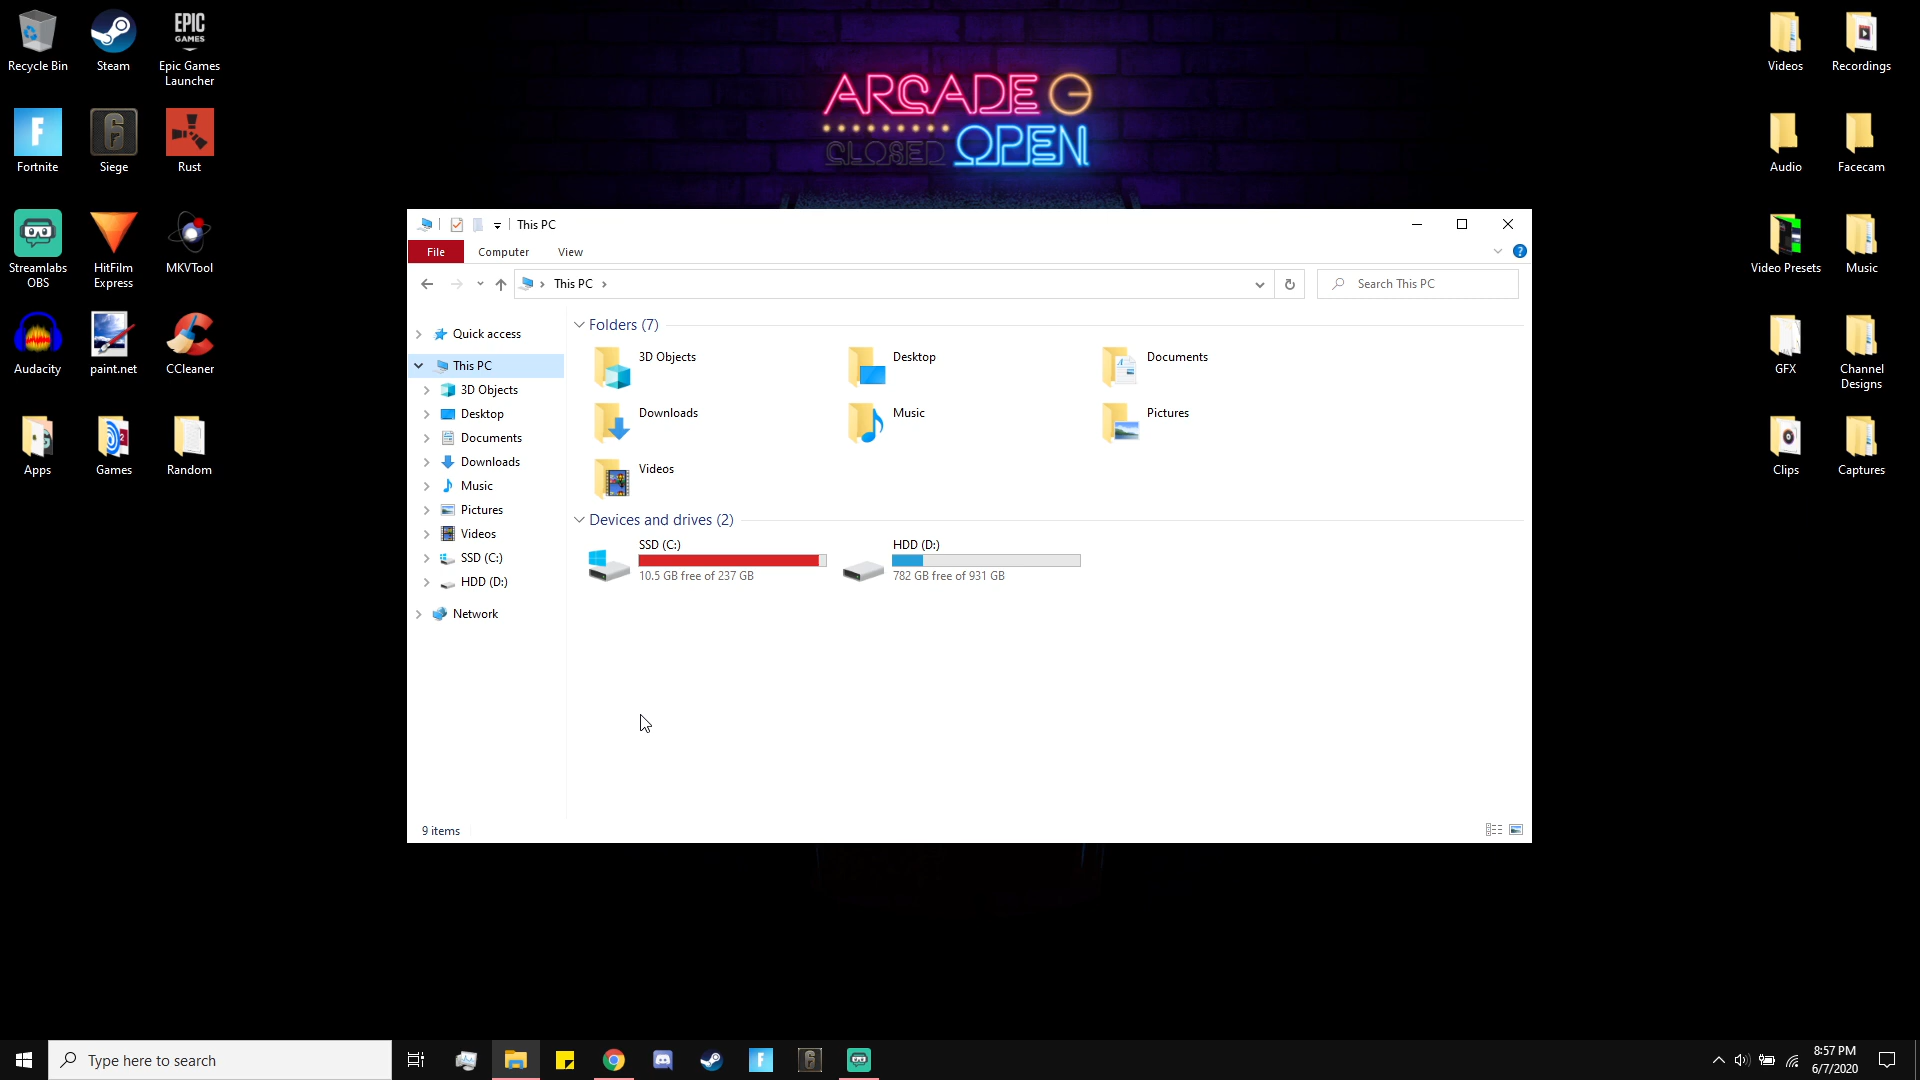 Recycle Bin
Steam
EPIC
GAMES
Epic Games
Launcher
Fortnite
Siege
Rust
Streamlabs
OBS
HitFilm
Express
MKVTool
Audacity
paint.net
CCleaner
Apps
Games
Random
ARCADE
CLOSED OPEN
Videos
Recordings
Audio
Facecam
Video Presets
Music
GFX
Channel
Designs
Clips
Captures
This PC
File
Computer
View
This PC
Search This PC
Quick access
This PC
3D Objects
Desktop
Documents
Downloads
Music
Pictures
Videos
SSD (C:)
HDD (D:)
Network
Folders (7)
3D Objects
Desktop
Documents
Downloads
Music
Pictures
Videos
Devices and drives (2)
SSD (C:)
10.5 GB free of 237 GB
HDD (D:)
782 GB free of 931 GB
9 items
Type here to search
8:57 PM
6/7/2020